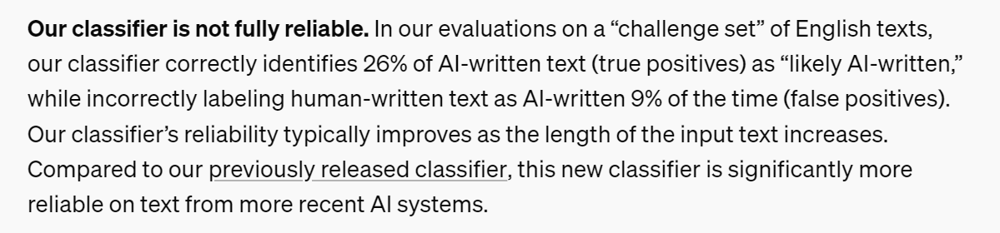 Our classifier is not fully reliable. In our evaluations on a “challenge set” of English texts,
our classifier correctly identifies 26% of AI-written text (true positives) as “likely AI-written,”
while incorrectly labeling human-written text as AI-written 9% of the time (false positives).
Our classifier’s reliability typically improves as the length of the input text increases.
Compared to our previously released classifier, this new classifier is significantly more
reliable on text from more recent AI systems.